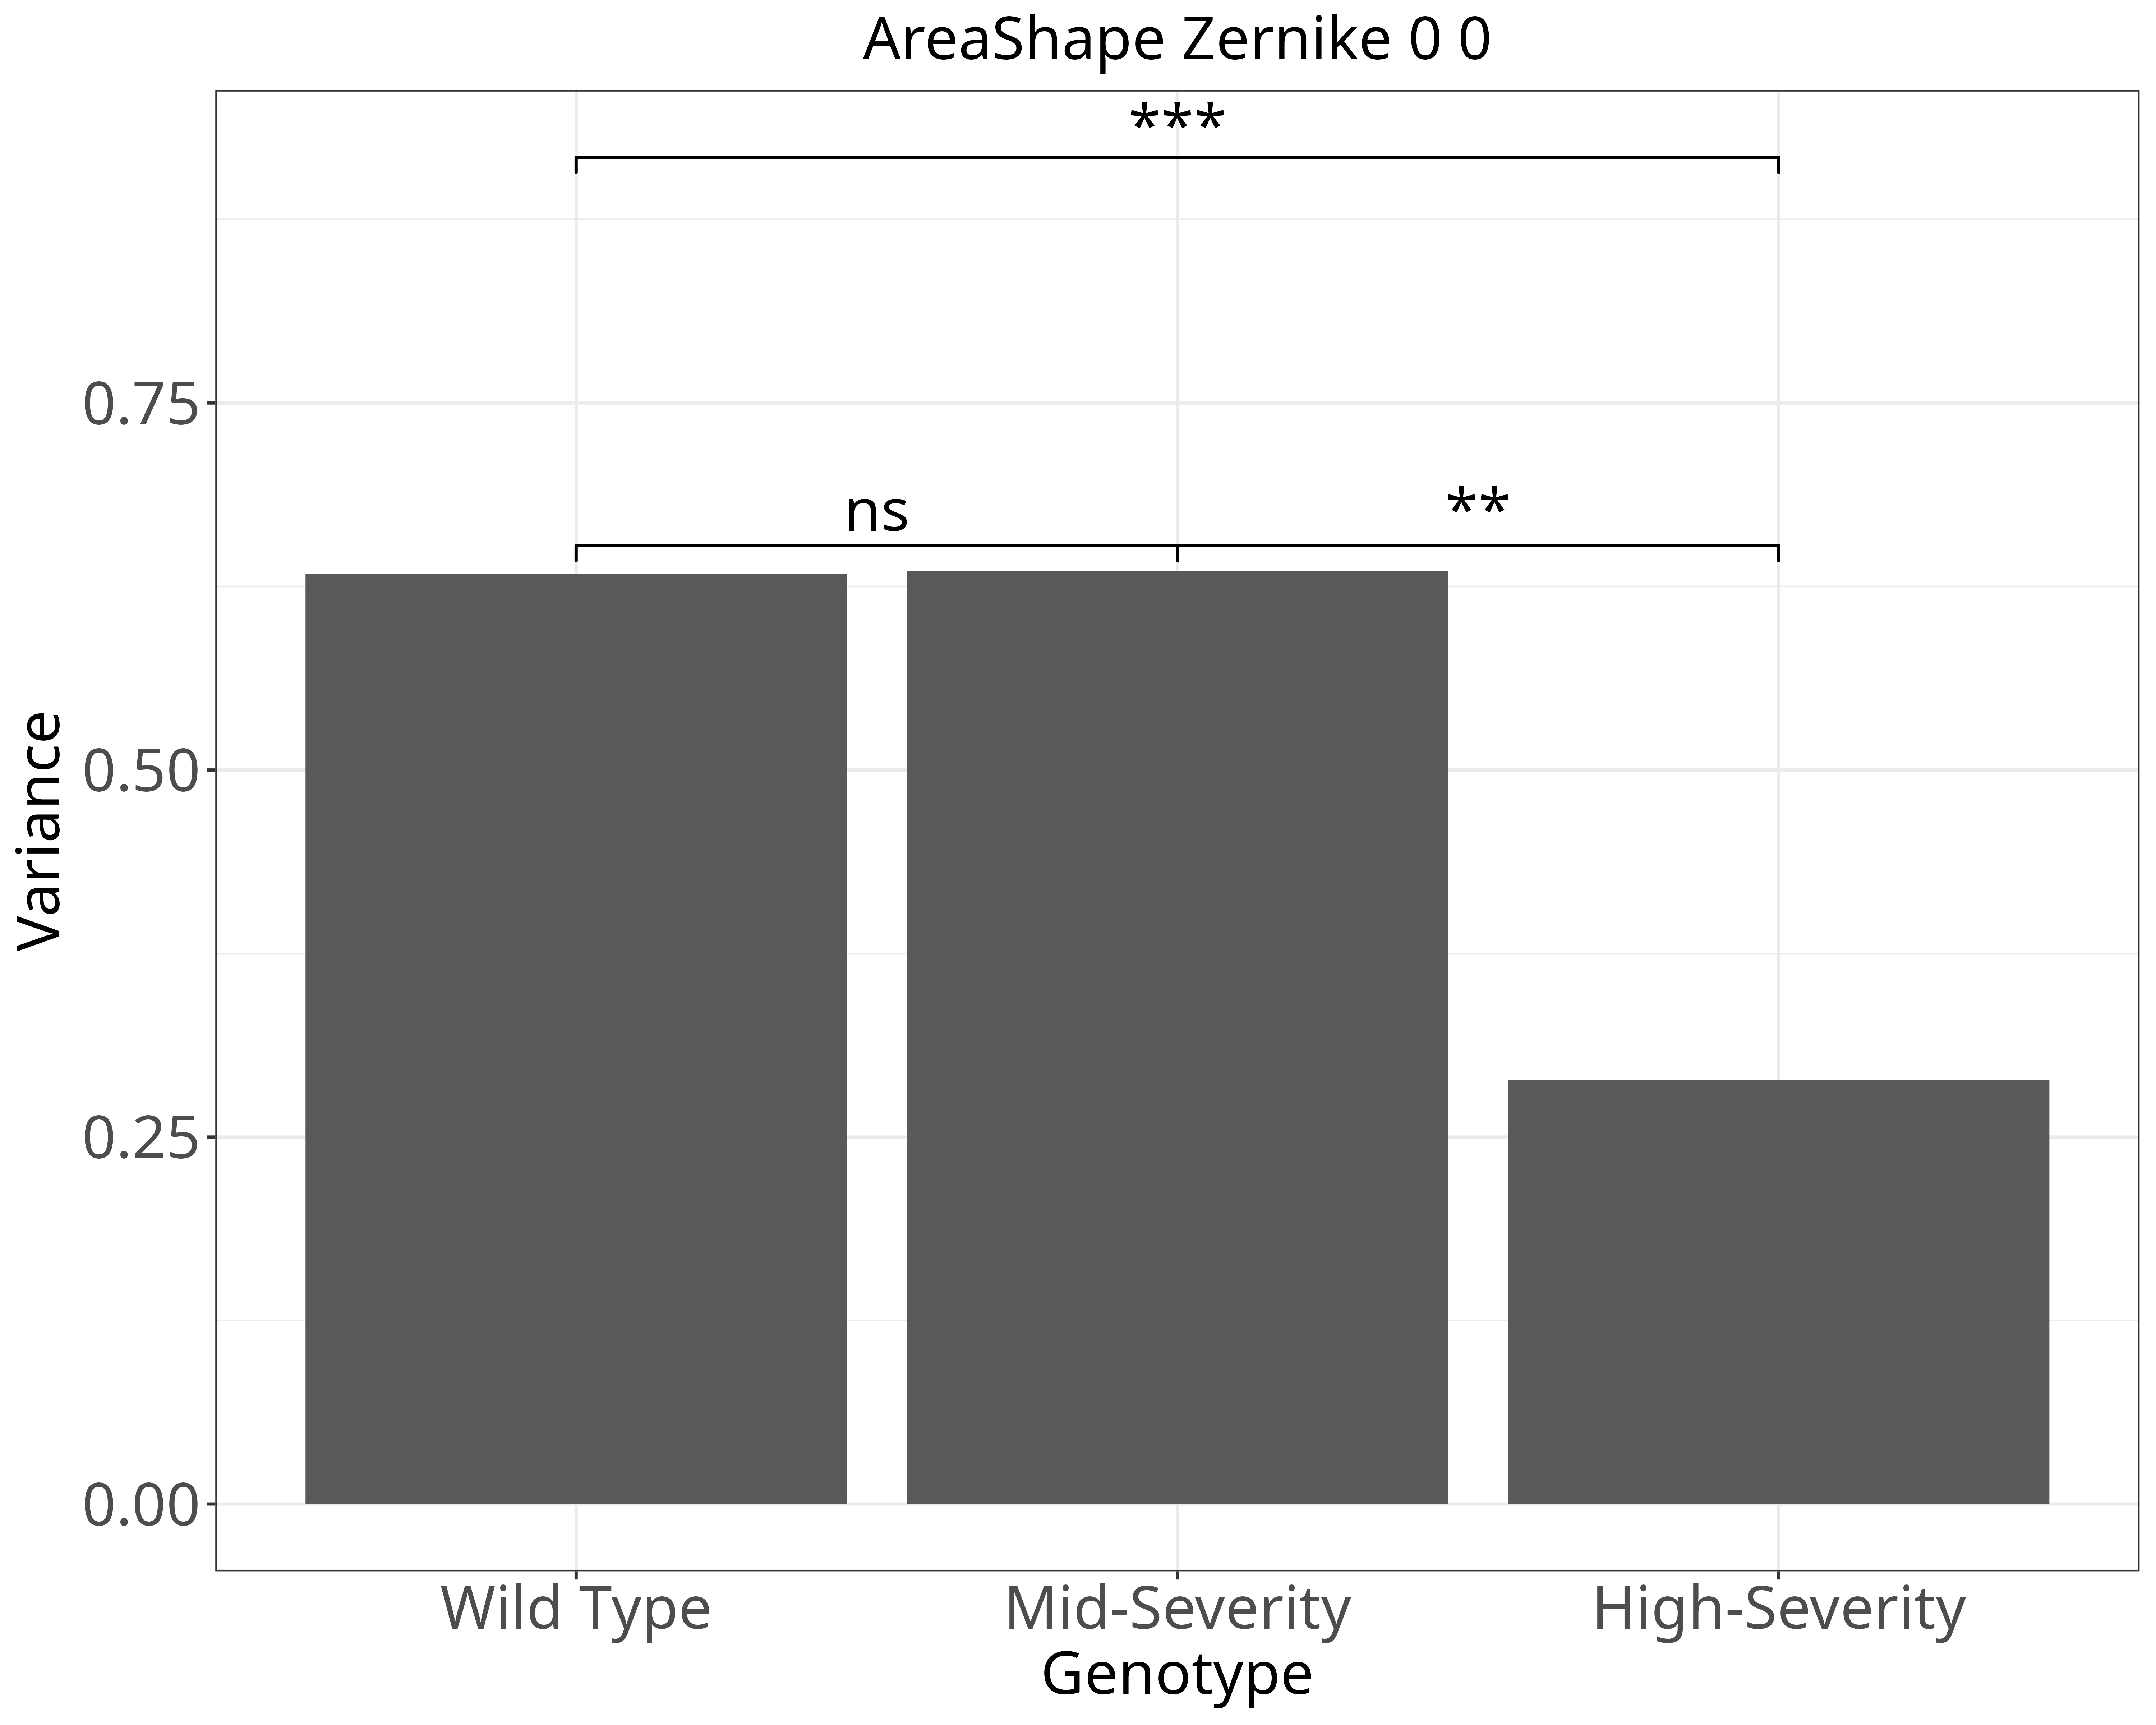 AreaShape Zernike 0 0
***
0.75
ns
**
0.50
0.25
0.00
Variance
Wild Type
Mid-Severity
High-Severity
Genotype